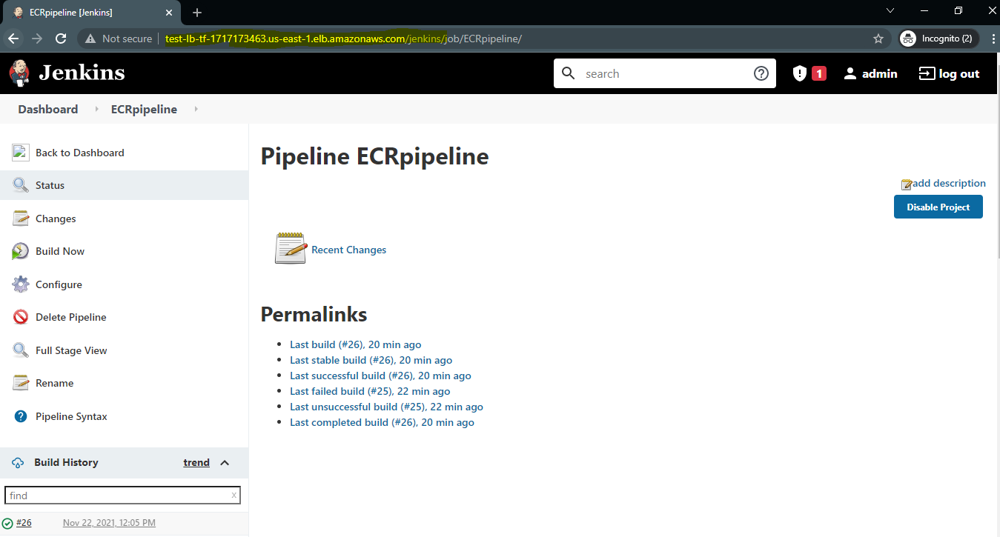 ECRpipeline [Jenkins]
Not secure test-lb-tf-1717173463.us-east-1.elb.amazonaws.com/jenkins/job/ECRpipeline/ Incognito (2)
Jenkins search 1 admin log out
Dashboard ECRpipeline
Back to Dashboard
Status
Changes
Build Now
Configure
Delete Pipeline
Full Stage View
Rename
Pipeline Syntax
Build History trend
find x
#26 Nov 22, 2021, 12:05 PM
Pipeline ECRpipeline
add description
Disable Project
Recent Changes
Permalinks
Last build (#26), 20 min ago
Last stable build (#26), 20 min ago
Last successful build (#26), 20 min ago
Last failed build (#25), 22 min ago
Last unsuccessful build (#25), 22 min ago
Last completed build (#26), 20 min ago